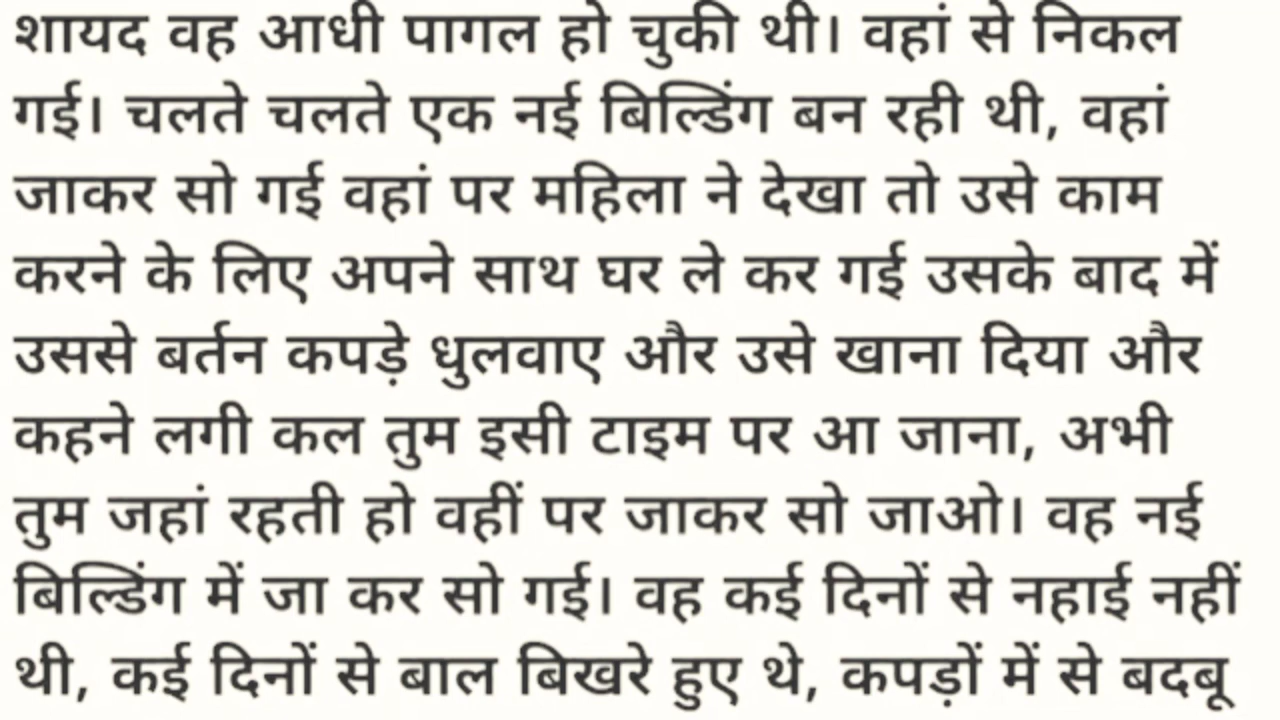 शायद वह आधी पागल हो चुकी थी। वहां से निकल
गई। चलते चलते एक नई बिल्डिंग बन रही थी, वहां
जाकर सो गई वहां पर महिला ने देखा तो उसे काम
करने के लिए अपने साथ घर ले कर गई उसके बाद में
उससे बर्तन कपड़े धुलवाए और उसे खाना दिया और
कहने लगी कल तुम इसी टाइम पर आ जाना, अभी
तुम जहां रहती हो वहीं पर जाकर सो जाओ। वह नई
बिल्डिंग में जा कर सो गई। वह कई दिनों से नहाई नहीं
थी, कई दिनों से बाल बिखरे हुए थे, कपड़ों में से बदबू